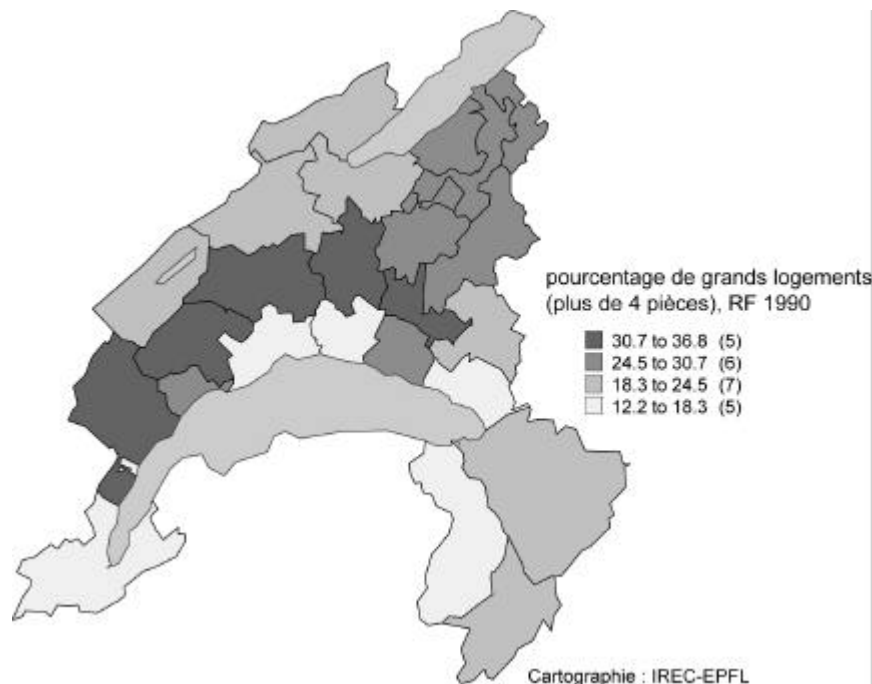 pourcentage de grands logements
(plus de 4 pièces), RF 1990
30.7 to 36.8 (5)
24.5 to 30.7 (6)
18.3 to 24.5 (7)
12.2 to 18.3 (5)
Cartographie : IREC-EPFL